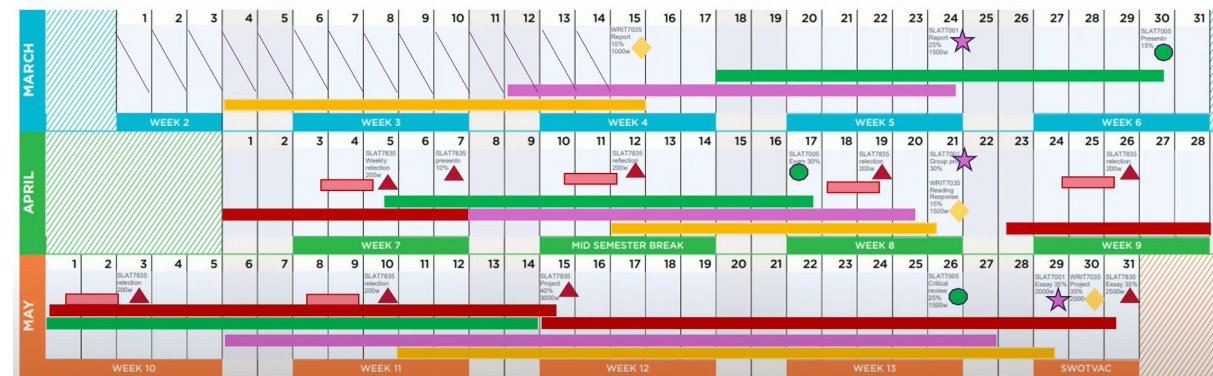 MARCH
1 2 3 4 5 6 7 8 9 10 11 12 13 14 15 16 17 18 19 20 21 22 23 24 25 26 27 28 29 30 31
WRIT7035
Report
15%
1000w
SLAT7001
Report
25%
1500w
SLAT7005
Presentn
15%
WEEK 2 WEEK 3 WEEK 4 WEEK 5 WEEK 6
APRIL
1 2 3 4 5 6 7 8 9 10 11 12 13 14 15 16 17 18 19 20 21 22 23 24 25 26 27 28
SLAT7835
Weekly
relection
200w
SLAT7835
presentn
10%
SLAT7835
reflection
200w
SLAT7005
Exam 30%
SLAT7835
relection
200w
SLAT7001
Group pro
30%
WRIT7035
Reading
Response
15%
1500w
SLAT7835
relection
200w
WEEK 7 MID SEMESTER BREAK WEEK 8 WEEK 9
MAY
1 2 3 4 5 6 7 8 9 10 11 12 13 14 15 16 17 18 19 20 21 22 23 24 25 26 27 28 29 30 31
SLAT7835
relection
200w
SLAT7835
relection
200w
SLAT7835
Project
40%
3000w
SLAT7005
Critical
review
25%
1500w
SLAT7001
Essay 35%
2000w
WRIT7035
Project
35%
2000
SLAT7835
Essay 35%
2500w
WEEK 10 WEEK 11 WEEK 12 WEEK 13 SWOTVAC